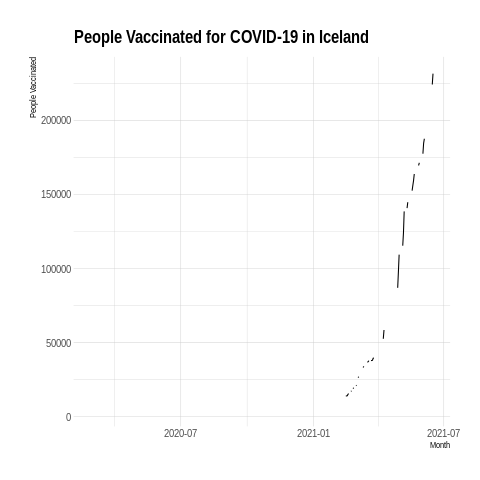 People Vaccinated for COVID-19 in Iceland
People Vaccinated
200000
150000
100000
50000
0
2020-07
2021-01
2021-07
Month